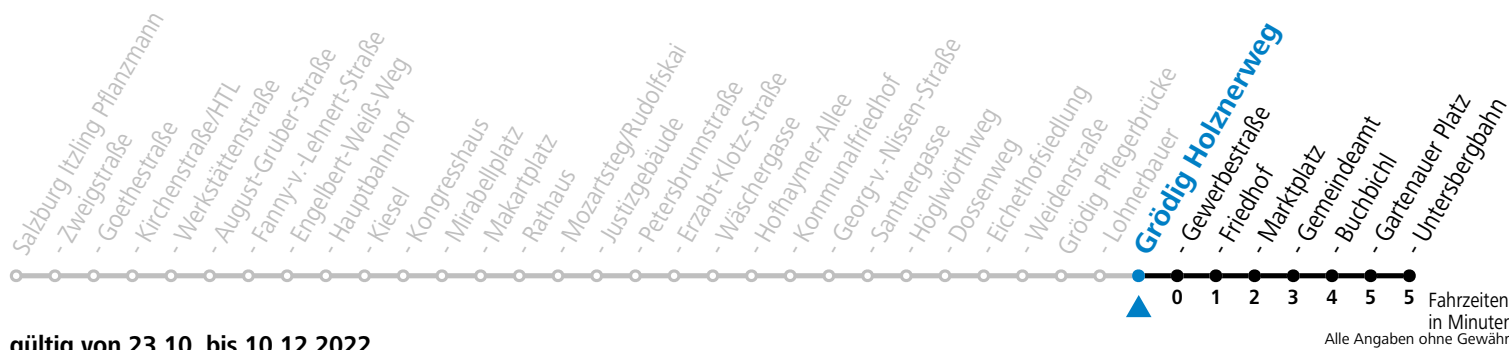 Salzburg Itzling Pflanzmann
- Zweigstraße
- Goethestraße
- Kirchenstraße/HTL
- Werkstättenstraße
- August-Gruber-Straße
- Fanny-v.-Lehnert-Straße
- Engelbert-Weiß-Weg
- Hauptbahnhof
- Kiesel
- Kongresshaus
- Mirabellplatz
- Makartplatz
- Rathaus
- Mozartsteg/Rudolfskai
- Justizgebäude
- Petersbrunnstraße
- Erzabt-Klotz-Straße
- Wäschergasse
- Hofhaymer-Allee
- Kommunalfriedhof
- Georg-v.-Nissen-Straße
- Santnergasse
- Höglwörthweg
- Dossenweg
- Eichethofsiedlung
- Weidenstraße
Grödig Pflegerbrücke
- Lohnerbauer
Grödig Holznerweg
- Gewerbestraße
- Friedhof
- Marktplatz
- Gemeindeamt
- Buchbichl
- Gartenauer Platz
- Untersbergbahn
0 1 2 3 4 5 5
Fahrzeiten
in Minuten
Alle Angaben ohne Gewähr
gültig von 23.10. bis 10.12.2022